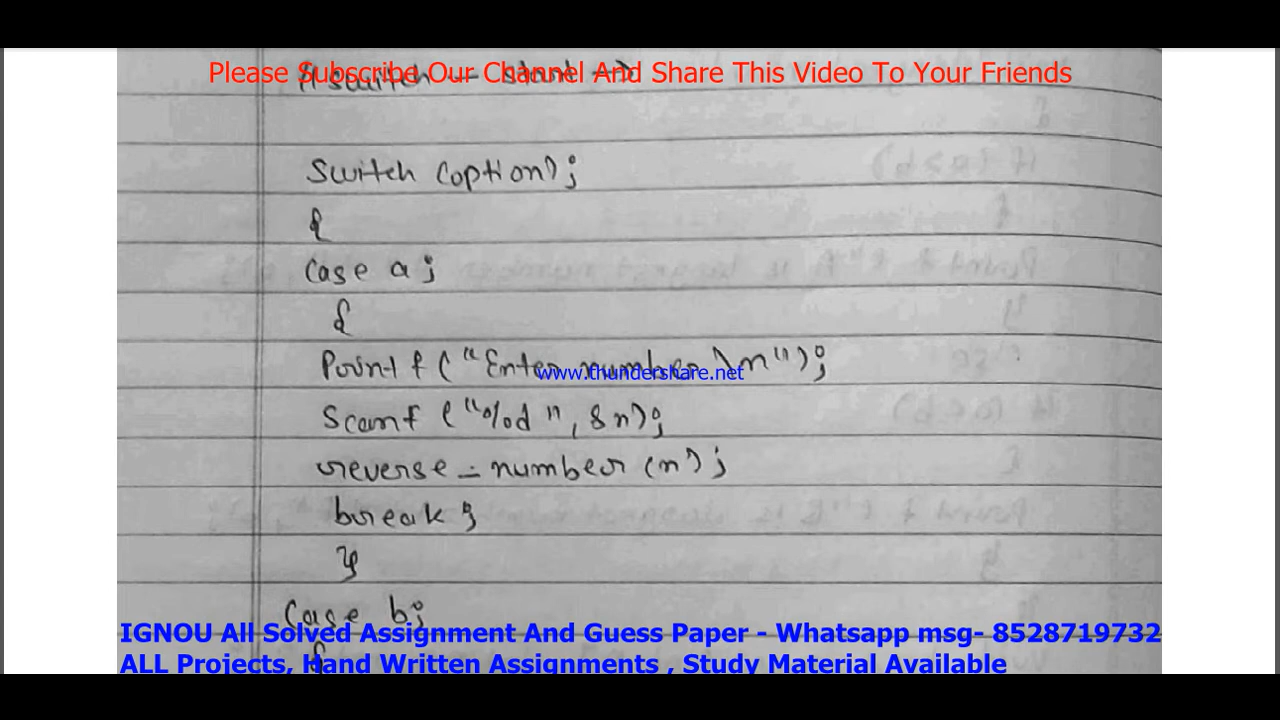 Please Subscribe Our Channel And Share This Video To Your Friends
Switch (option);
{
Case a;
{
Print f ("Enter number \n");
www.thundershare.net
Scanf ("%d", &n);
reverse - number (n);
break;
}
Case b;
IGNOU All Solved Assignment And Guess Paper - Whatsapp msg- 8528719732
{
ALL Projects, Hand Written Assignments , Study Material Available